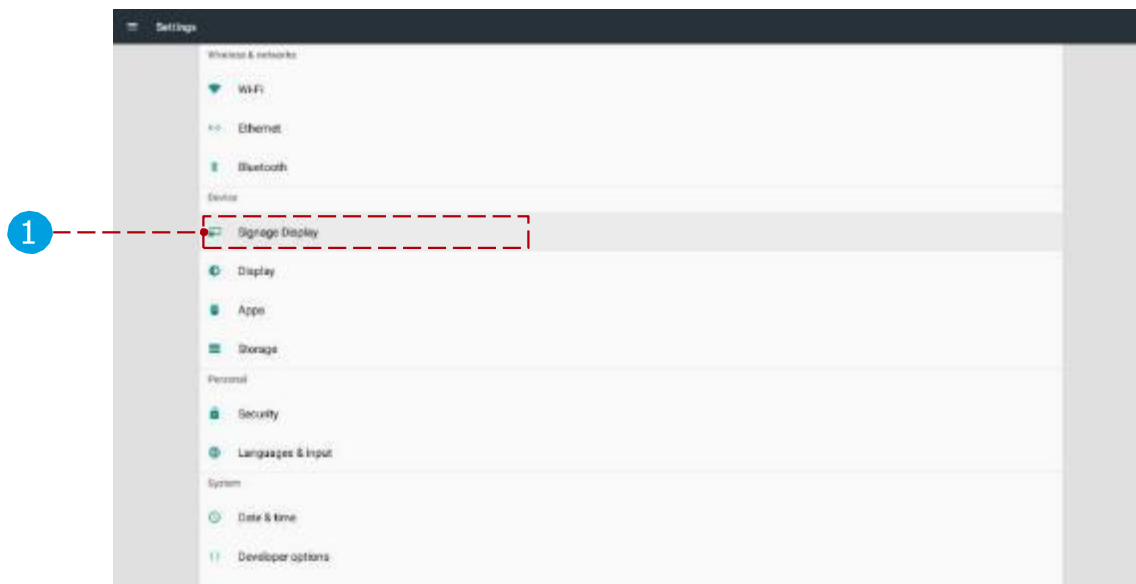 Settings
Wireless & networks
Wi-Fi
Ethernet
Bluetooth
Device
1
Signage Display
Display
Apps
Storage
Personal
Security
Languages & input
System
Date & time
Developer options